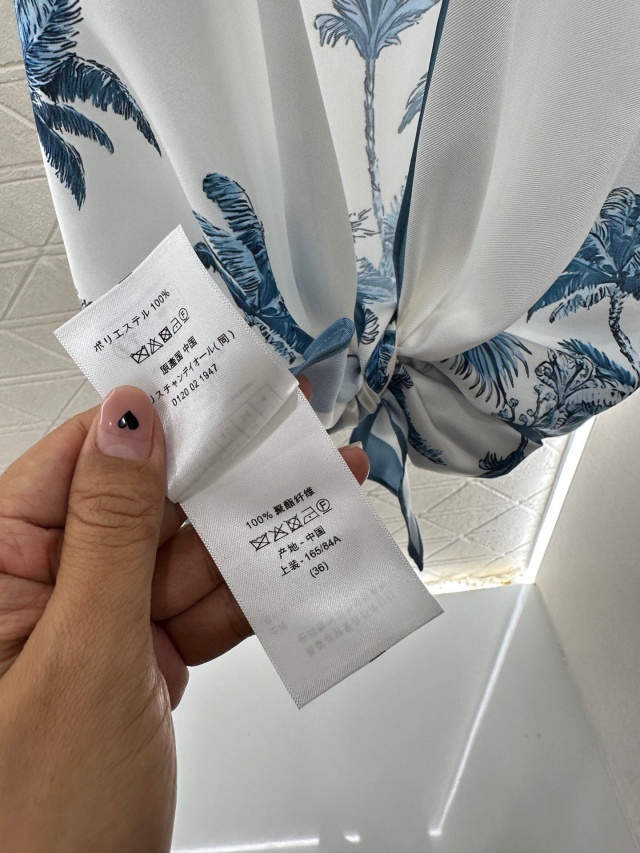 ポリエステル 100%
原産国 中国
スチャンディオール(同)
0120 02 1947
100% 聚酯纤维
Ⓕ
产地 - 中国
上装 - 165/84A
(36)